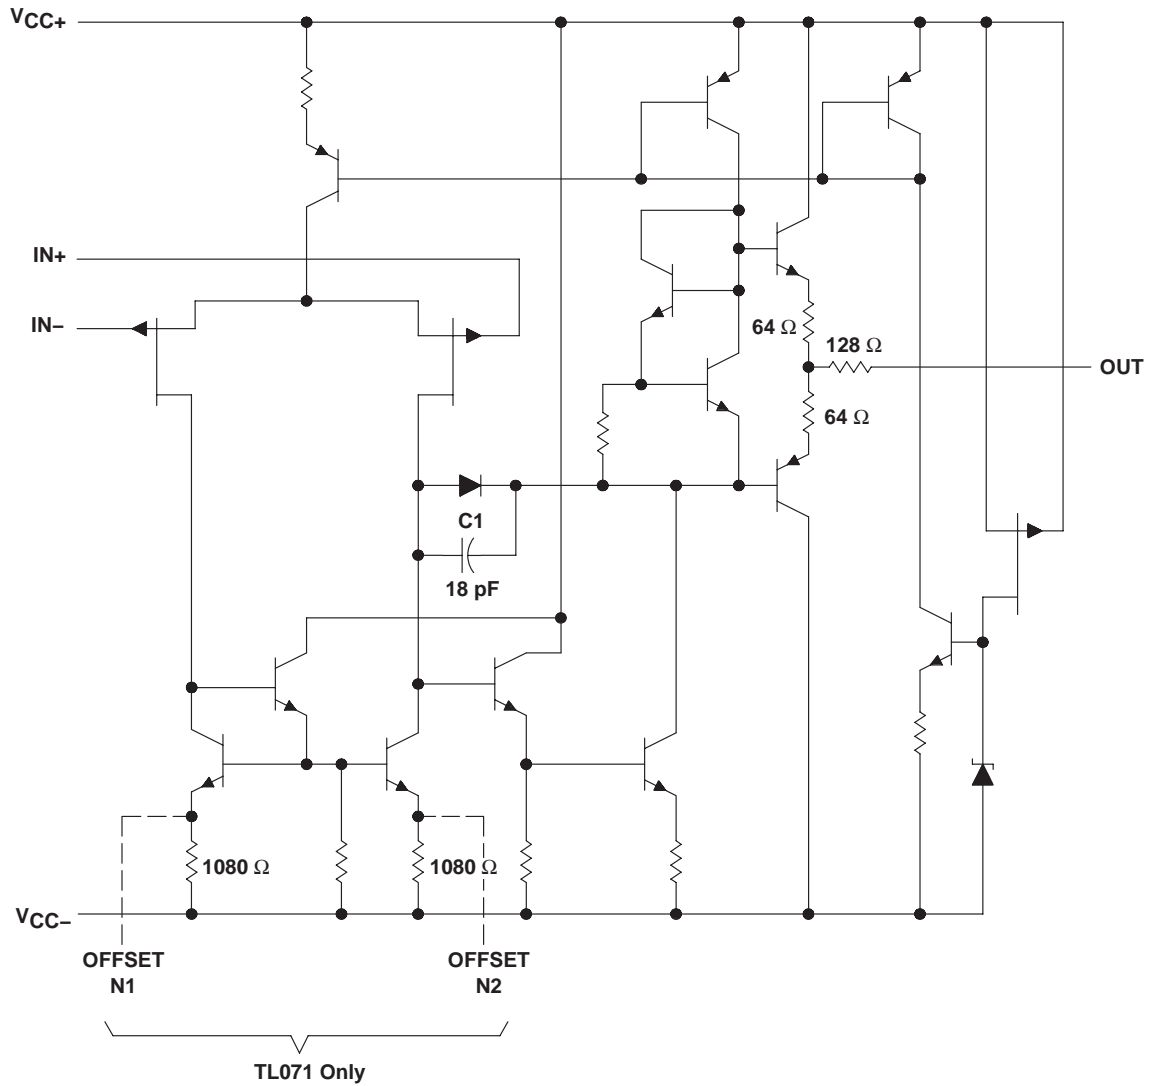 VCC+
IN+
IN−
64 Ω
128 Ω
OUT
64 Ω
C1
18 pF
1080 Ω
1080 Ω
VCC−
OFFSET
N1
OFFSET
N2
TL071 Only